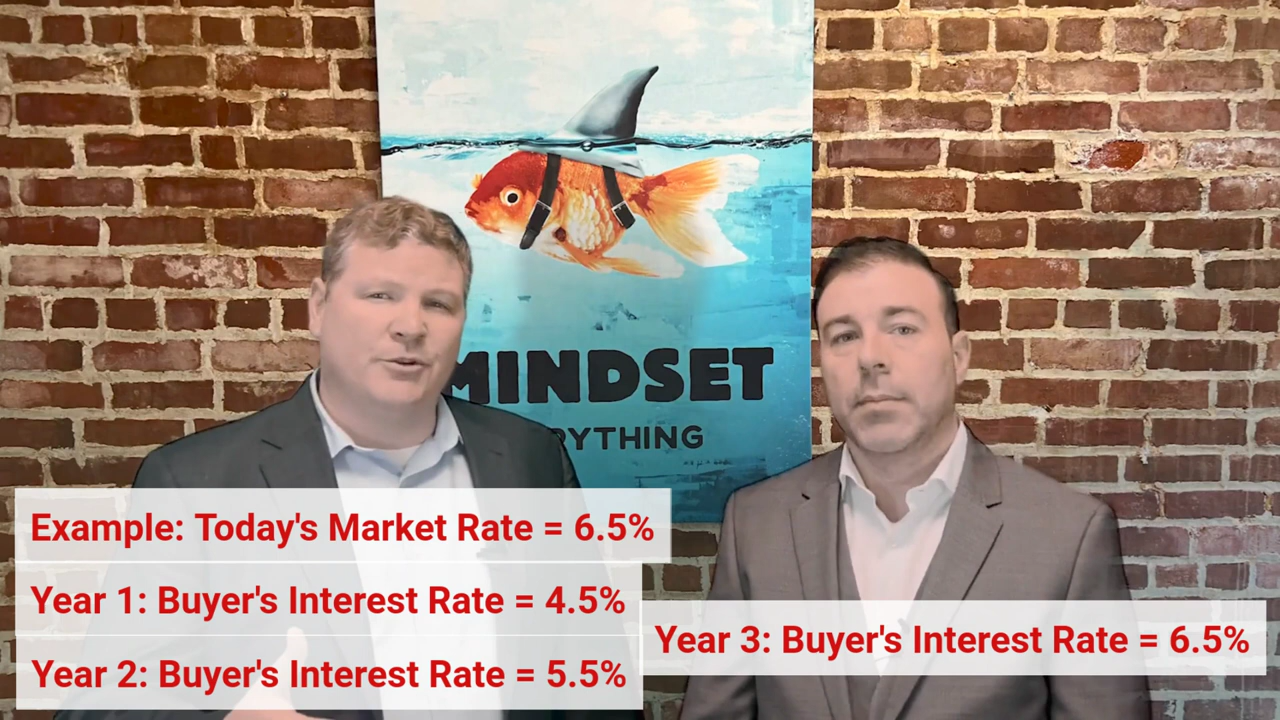 MINDSET
Example: Today's Market Rate = 6.5%
Year 1: Buyer's Interest Rate = 4.5%
Year 2: Buyer's Interest Rate = 5.5%
Year 3: Buyer's Interest Rate = 6.5%